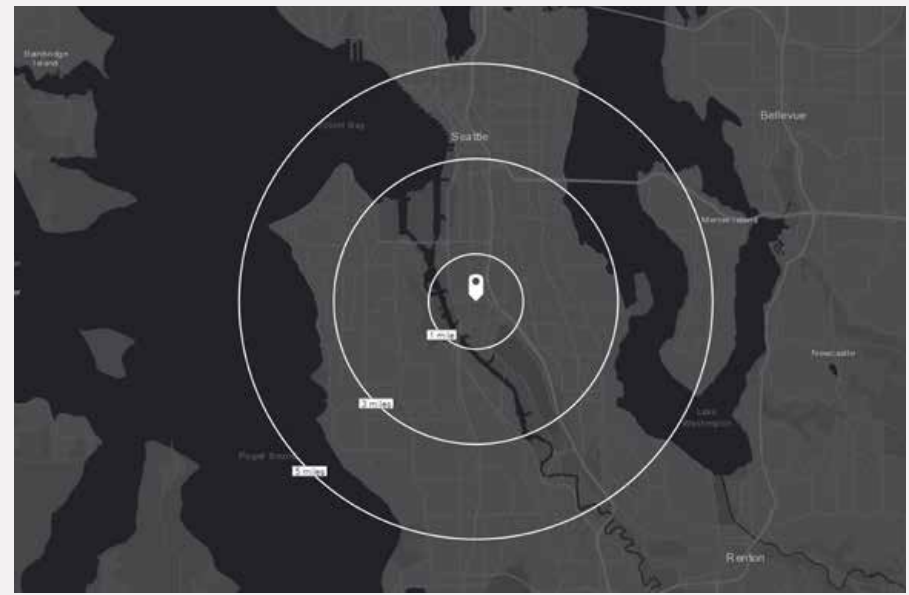 Bainbridge
Island
Elliott Bay
Seattle
Bellevue
Mercer Island
1 mile
Newcastle
3 miles
Lake
Washington
Puget Sound
5 miles
Renton